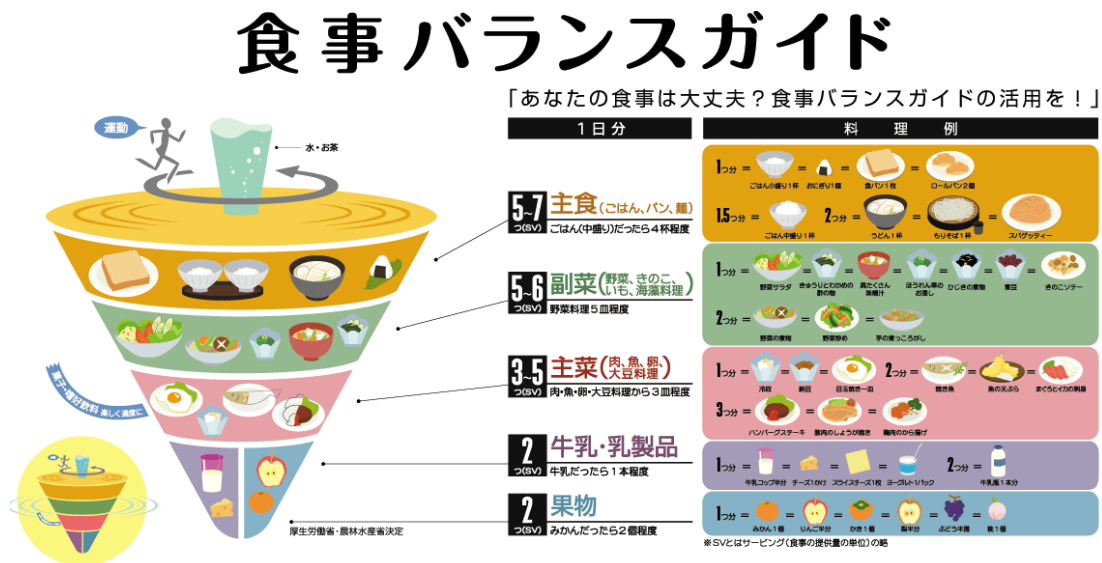 食事バランスガイド
「あなたの食事は大丈夫？食事バランスガイドの活用を！」
運動
水・お茶
菓子・嗜好飲料 楽しく適度に
厚生労働省・農林水産省決定
1日分
5~7 つ(SV)
主食(ごはん、パン、麺)
ごはん(中盛り)だったら4杯程度
5~6 つ(SV)
副菜(野菜、きのこ、いも、海藻料理)
野菜料理5皿程度
3~5 つ(SV)
主菜(肉、魚、卵、大豆料理)
肉・魚・卵・大豆料理から3皿程度
2 つ(SV)
牛乳・乳製品
牛乳だったら1本程度
2 つ(SV)
果物
みかんだったら2個程度
料理例
1つ分 = ごはん小盛り1杯 = おにぎり1個 = 食パン1枚 = ロールパン2個
1.5つ分 = ごはん中盛り1杯 2つ分 = うどん1杯 = もりそば1杯 = スパゲッティー
1つ分 = 野菜サラダ = きゅうりとわかめの酢の物 = 具たくさん味噌汁 = ほうれん草のお浸し = ひじきの煮物 = 煮豆 = きのこソテー
2つ分 = 野菜の煮物 = 野菜炒め = 芋の煮っころがし
1つ分 = 冷奴 = 納豆 = 目玉焼き一皿 2つ分 = 焼き魚 = 魚の天ぷら = まぐろとイカの刺身
3つ分 = ハンバーグステーキ = 豚肉のしょうが焼き = 鶏肉のから揚げ
1つ分 = 牛乳コップ半分 = チーズ1かけ = スライスチーズ1枚 = ヨーグルト1パック 2つ分 = 牛乳瓶1本分
1つ分 = みかん1個 = りんご半分 = かき1個 = 梨半分 = ぶどう半房 = 桃1個
※SVとはサービング(食事の提供量の単位)の略